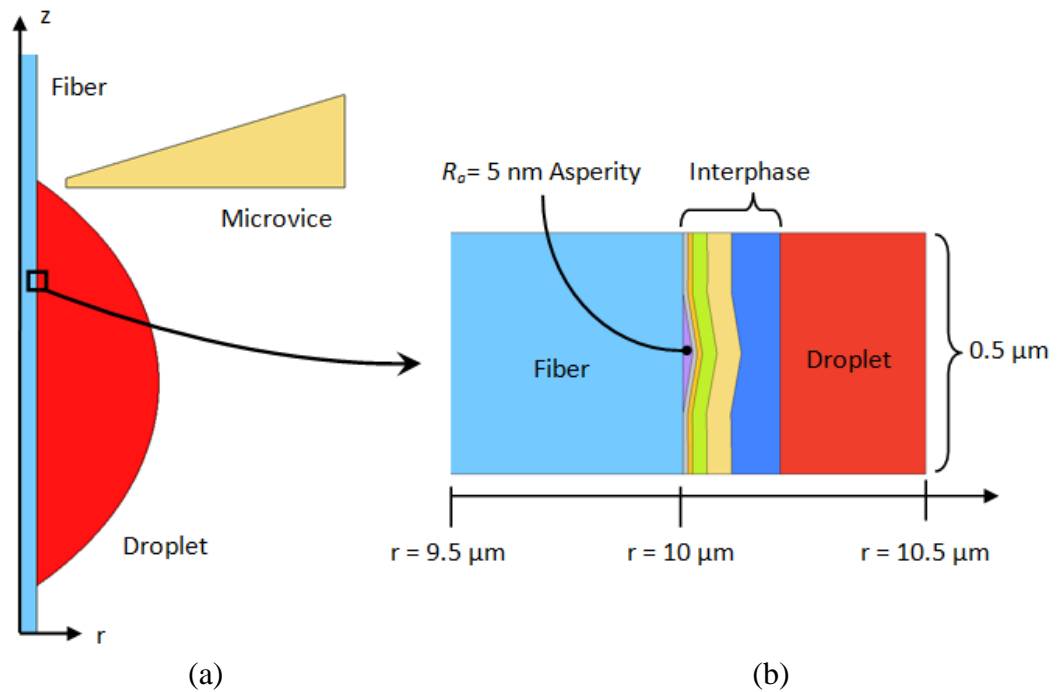 z
Fiber
Microvice
Droplet
r
(a)
Rₐ= 5 nm Asperity
Interphase
Fiber
Droplet
0.5 µm
r = 9.5 µm
r = 10 µm
r = 10.5 µm
(b)